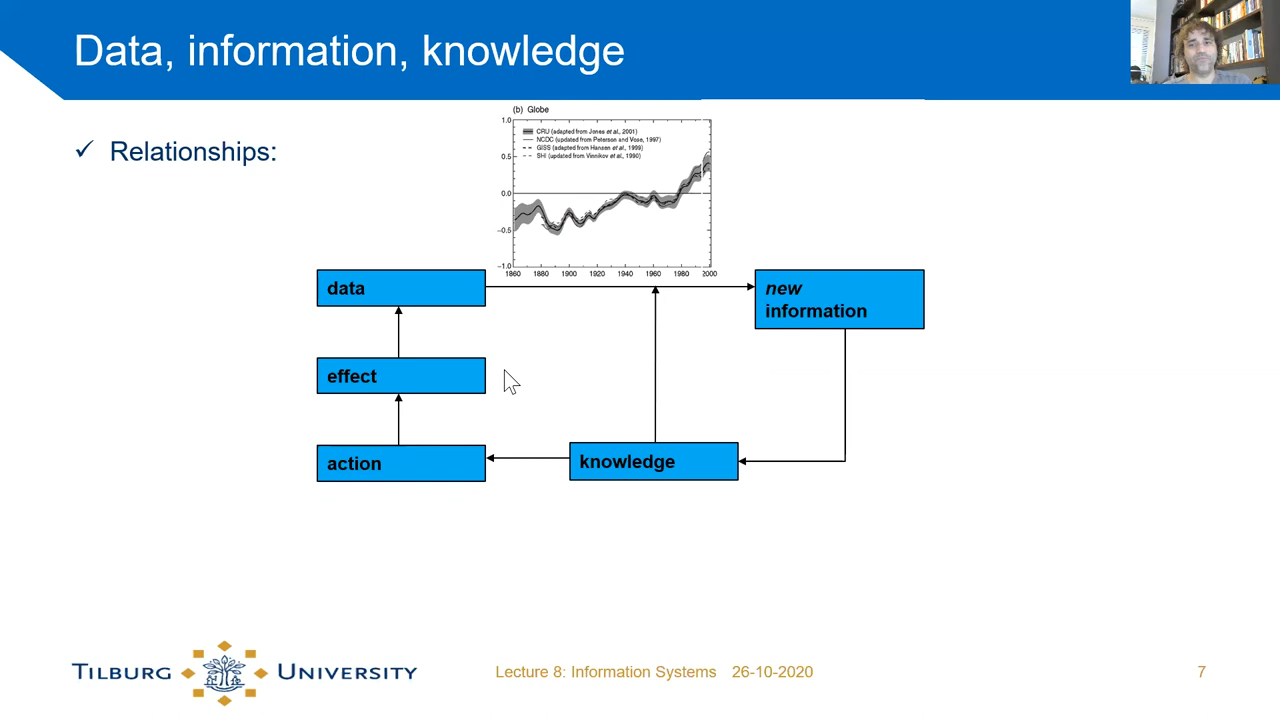 Data, information, knowledge
✓ Relationships:
(b) Globe
CRU (adapted from Jones et al., 2001)
NCDC (updated from Peterson and Vose, 1997)
GISS (adapted from Hansen et al., 1999)
SHI (updated from Vinnikov et al., 1990)
1.0
0.5
0.0
−0.5
−1.0
1860 1880 1900 1920 1940 1960 1980 2000
data
new
information
effect
action
knowledge
TILBURG UNIVERSITY
Lecture 8: Information Systems 26-10-2020
7